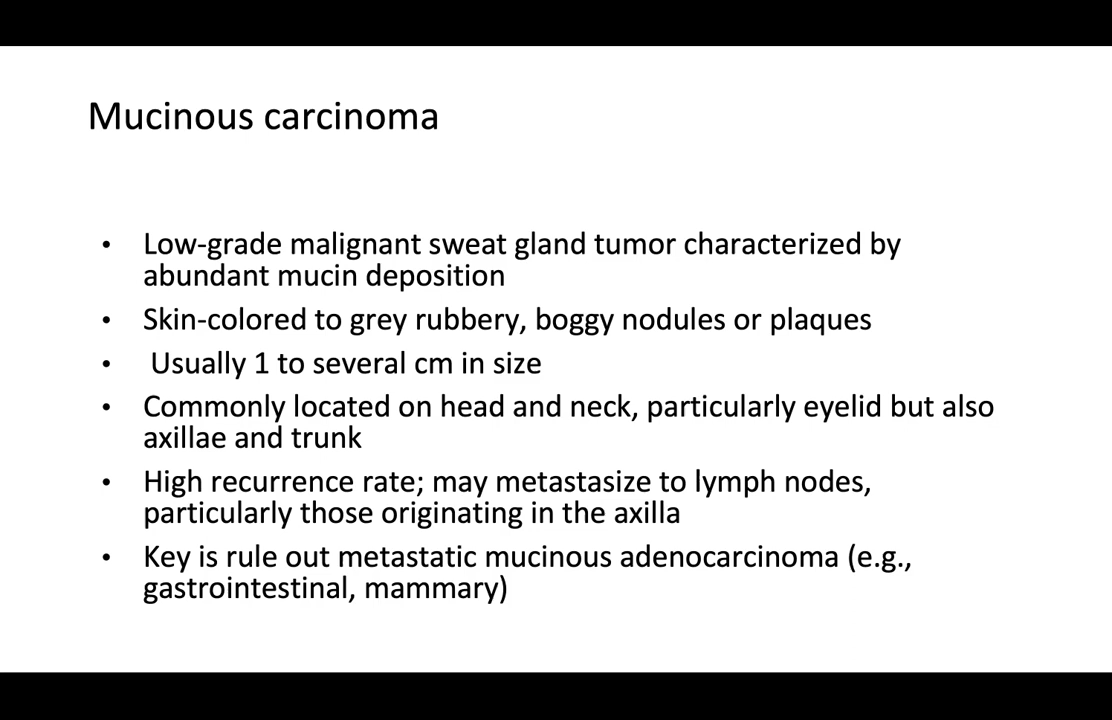 Mucinous carcinoma
• Low-grade malignant sweat gland tumor characterized by
abundant mucin deposition
• Skin-colored to grey rubbery, boggy nodules or plaques
• Usually 1 to several cm in size
• Commonly located on head and neck, particularly eyelid but also
axillae and trunk
• High recurrence rate; may metastasize to lymph nodes,
particularly those originating in the axilla
• Key is rule out metastatic mucinous adenocarcinoma (e.g.,
gastrointestinal, mammary)